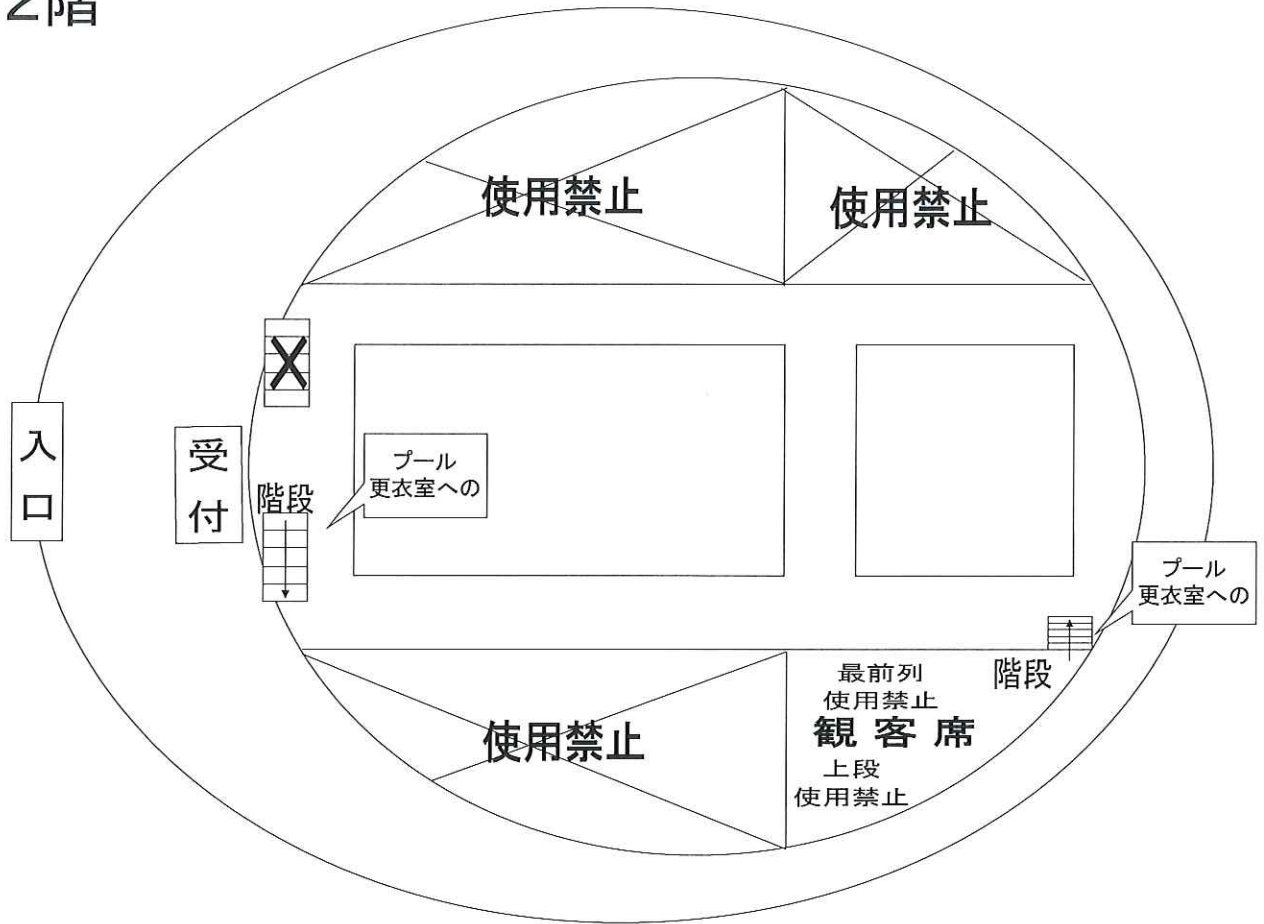 2階
使用禁止
使用禁止
入口
受付
階段
プール
更衣室への
プール
更衣室への
階段
使用禁止
最前列
使用禁止
観客席
上段
使用禁止